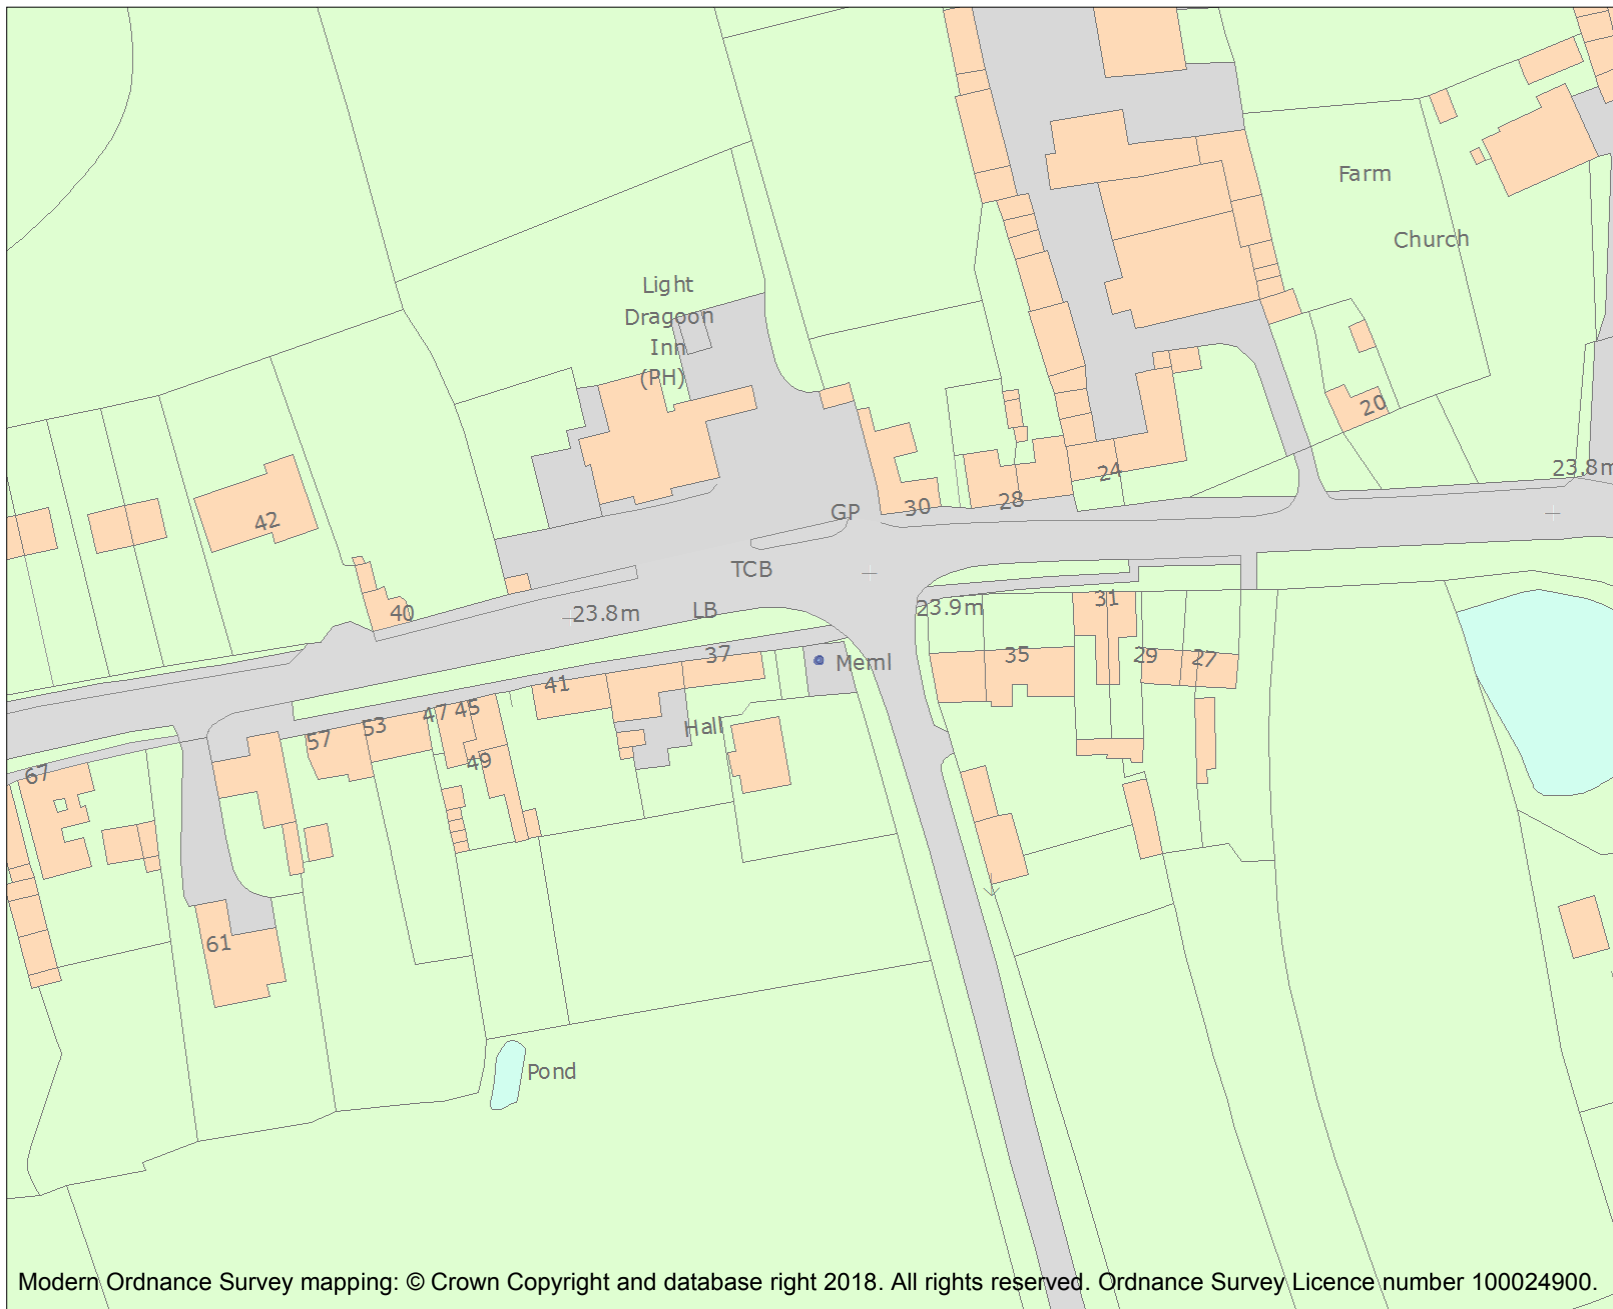 Farm
Church
Light
Dragoon
Inn
(PH)
20
24
23.8m
28
30
GP
42
TCB
31
40
23.8m
LB
23.9m
37
Meml
35
29
27
41
47
45
53
57
Hall
49
67
61
Pond
Modern Ordnance Survey mapping: © Crown Copyright and database right 2018. All rights reserved. Ordnance Survey Licence number 100024900.